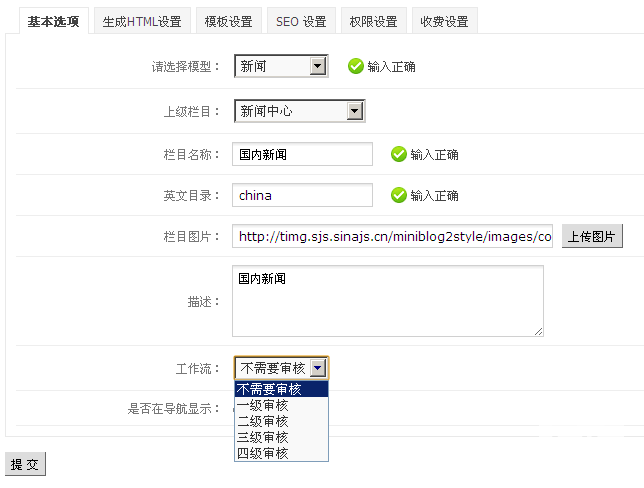 基本选项 生成HTML设置 模板设置 SEO 设置 权限设置 收费设置
请选择模型： 新闻 输入正确
上级栏目： 新闻中心
栏目名称： 国内新闻 输入正确
英文目录： china 输入正确
栏目图片： http://timg.sjs.sinajs.cn/miniblog2style/images/co 上传图片
描述： 国内新闻
工作流： 不需要审核
不需要审核
是否在导航显示： 一级审核
二级审核
三级审核
四级审核
提 交